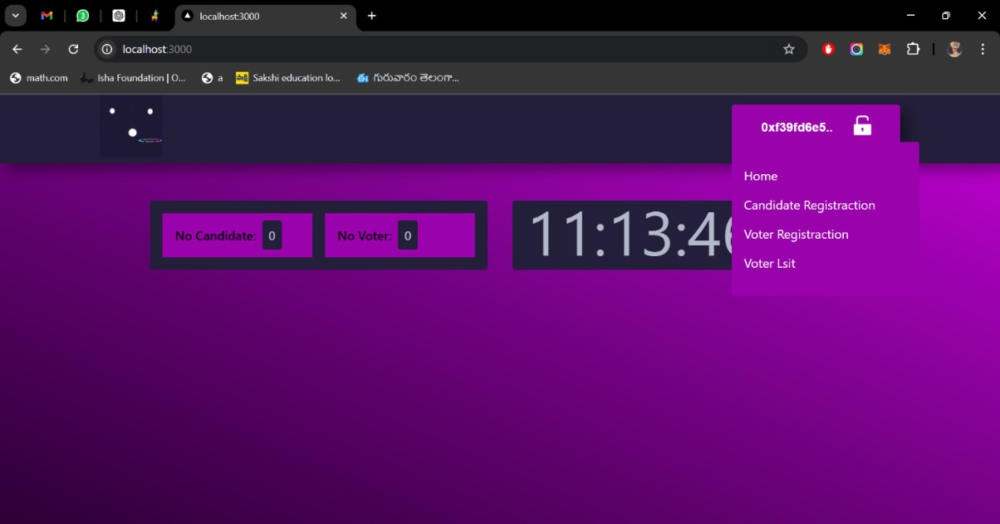 3
localhost:3000
localhost:3000
math.com
Isha Foundation | O...
a
Sakshi education lo...
గురువారం తెలంగా...
0xf39fd6e5..
Home
Candidate Registraction
Voter Registraction
Voter Lsit
No Candidate: 0
No Voter: 0
11:13:46